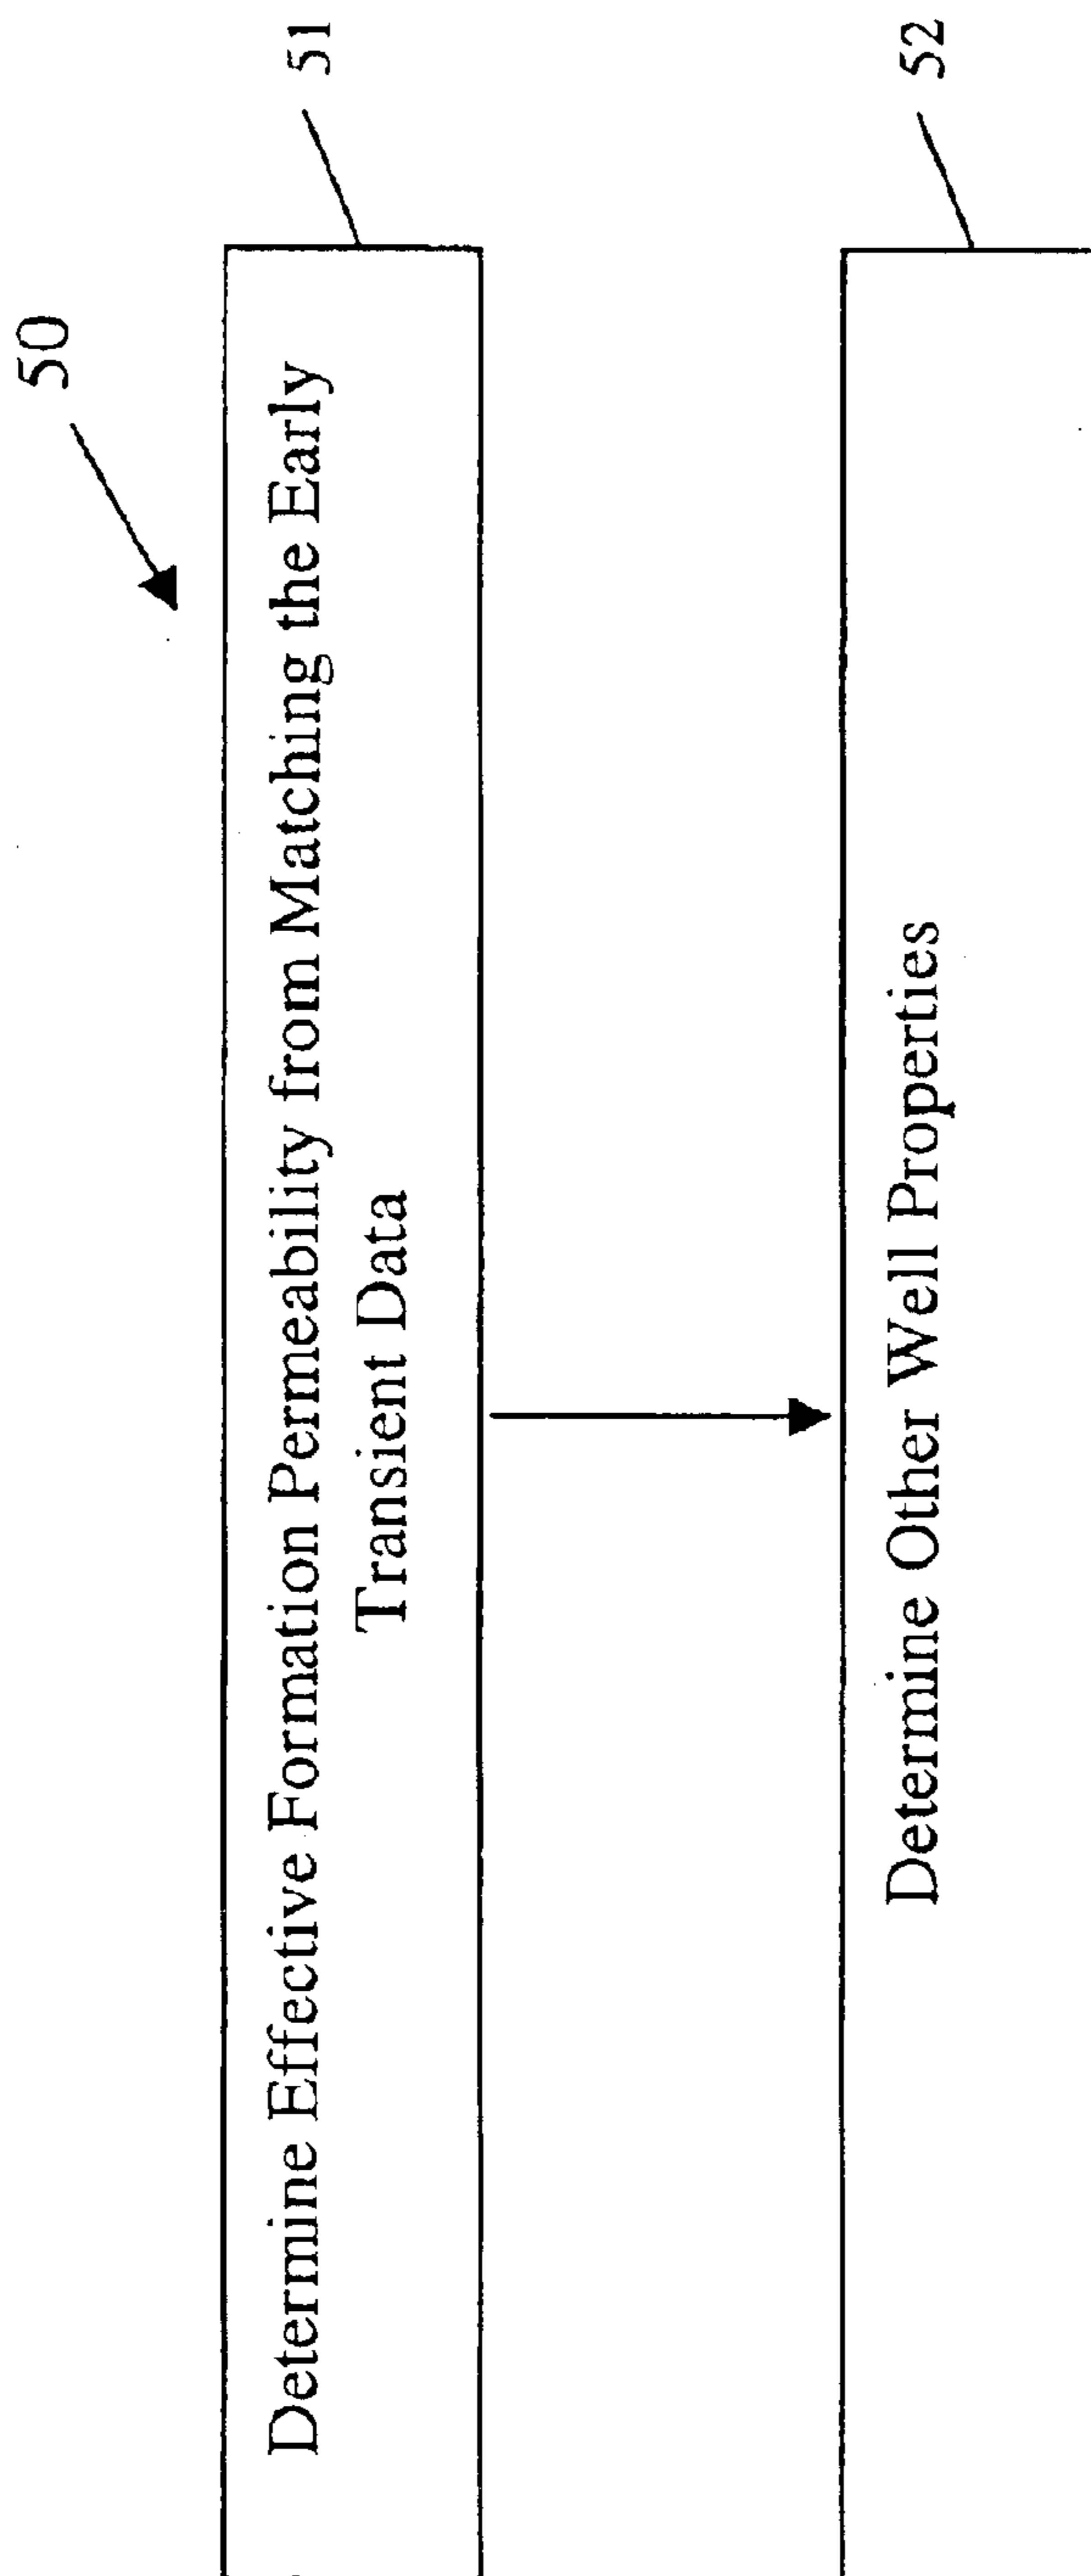 50
51
Determine Effective Formation Permeability from Matching the Early
Transient Data
52
Determine Other Well Properties